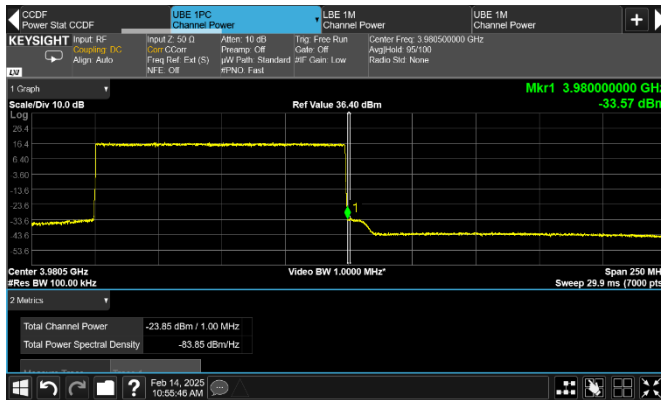 CCDF
Power Stat CCDF
UBE 1PC
Channel Power
LBE 1M
Channel Power
UBE 1M
Channel Power
KEYSIGHT
Input: RF
Coupling: DC
Align: Auto
Input Z: 50 Ω
Corr CCorr
Freq Ref: Ext (S)
NFE: Off
Atten: 10 dB
Preamp: Off
µW Path: Standard
#PNO: Fast
Trig: Free Run
Gate: Off
#IF Gain: Low
Center Freq: 3.980500000 GHz
Avg|Hold: 95/100
Radio Std: None
LXI
1 Graph
Mkr1 3.980000000 GHz
Scale/Div 10.0 dB
Ref Value 36.40 dBm
-33.57 dBm
Log
26.4
16.4
6.40
-3.60
-13.6
-23.6
-33.6
-43.6
-53.6
1
Center 3.9805 GHz
Video BW 1.0000 MHz*
Span 250 MH
#Res BW 100.00 kHz
Sweep 29.9 ms (7000 pts
2 Metrics
Total Channel Power
-23.85 dBm / 1.00 MHz
Total Power Spectral Density
-83.85 dBm/Hz
Feb 14, 2025
10:55:46 AM